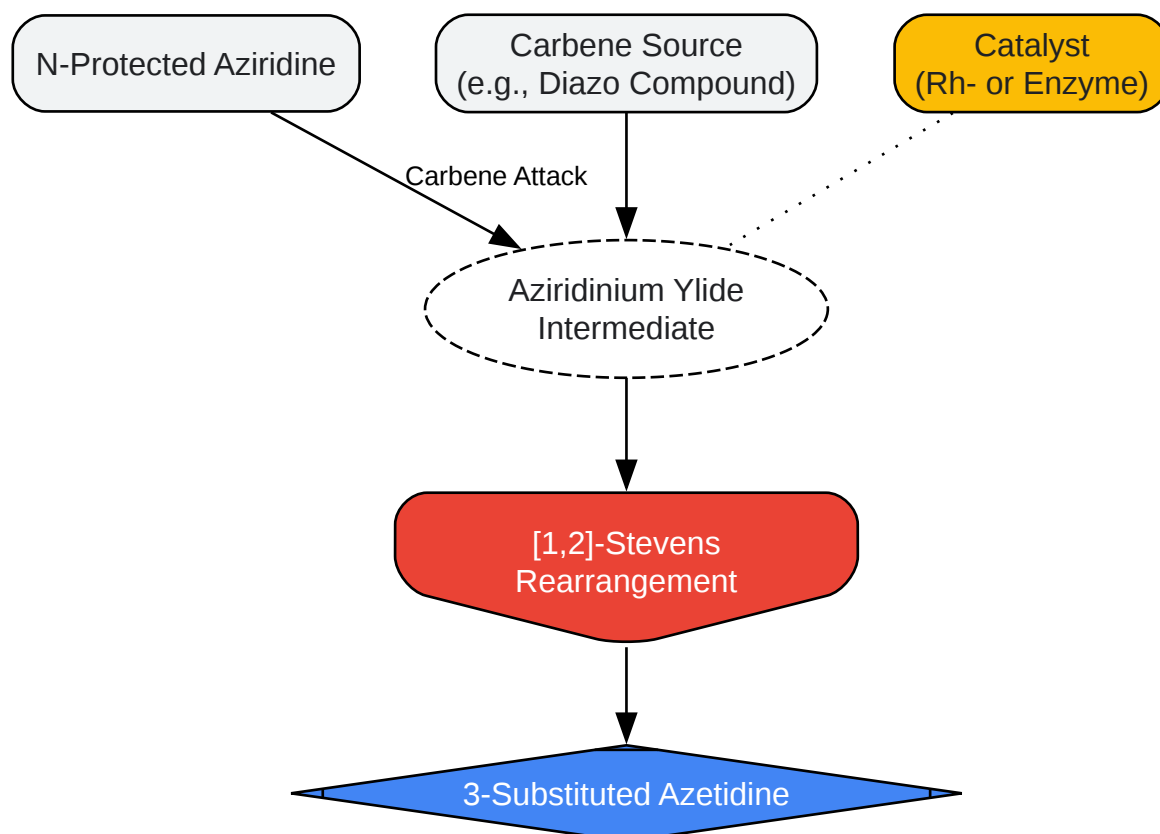 N-Protected Aziridine
Carbene Source
(e.g., Diazo Compound)
Catalyst
(Rh- or Enzyme)
Carbene Attack
Aziridinium Ylide
Intermediate
[1,2]-Stevens
Rearrangement
3-Substituted Azetidine